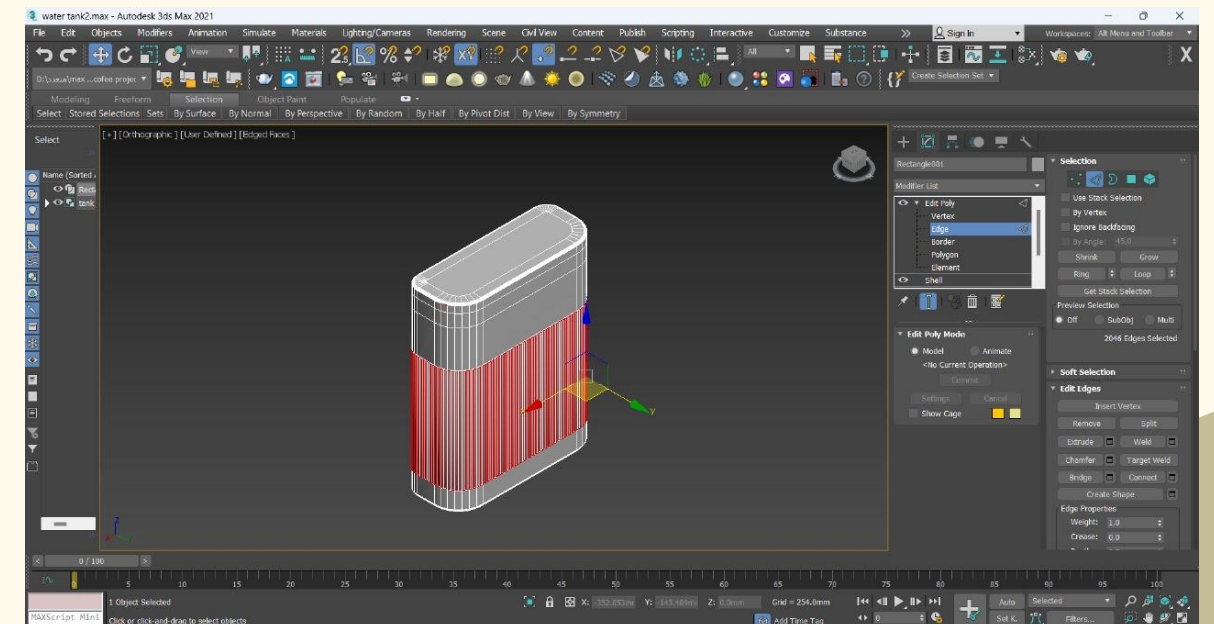 water tank2.max - Autodesk 3ds Max 2021
File Edit Objects Modifiers Animation Simulate Materials Lighting/Cameras Rendering Scene Civil View Content Publish Scripting Interactive Customize Substance Sign In Workspaces: All Menu and Toolbar
View All Create Selection Set
Modeling Freeform Selection Object Paint Populate
Select Stored Selections Sets By Surface By Normal By Perspective By Random By Half By Pivot Dist By View By Symmetry
Select
[+] [Orthographic] [User Defined] [Edged Faces]
Name (Sorted
Recta
tank
y
z
Rectangle001
Modifier List
Edit Poly
Vertex
Edge
Border
Polygon
Element
Shell
Edit Poly Mode
Model Animate
<No Current Operation>
Commit
Settings Cancel
Show Cage
Selection
Use Stack Selection
By Vertex
Ignore Backfacing
By Angle: 45.0
Shrink Grow
Ring Loop
Get Stack Selection
Preview Selection
Off SubObj Multi
2046 Edges Selected
Soft Selection
Edit Edges
Insert Vertex
Remove Split
Extrude Weld
Chamfer Target Weld
Bridge Connect
Create Shape
Edge Properties
Weight: 1.0
Crease: 0.0
0 / 100
0 5 10 15 20 25 30 35 40 45 50 55 60 65 70 75 80 85 90 95 100
1 Object Selected X: Y: Z: 0.0mm Grid = 254.0mm Auto Selected
MAXScript Mini Click or click-and-drag to select objects Add Time Tag 0 Set K. Filters...